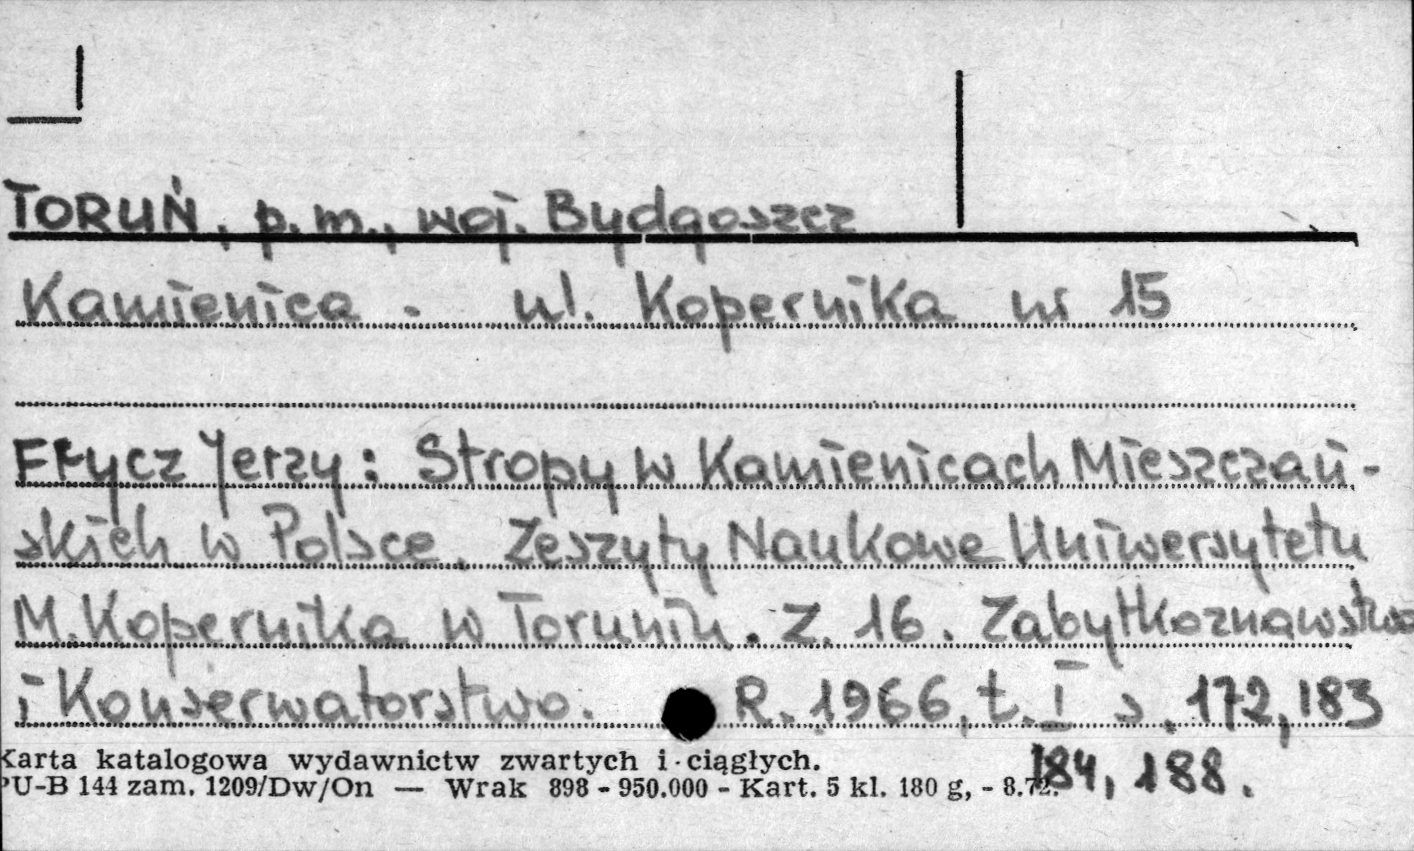 TORUŃ, p.m., woj. Bydgoszcz
Kamienica . ul. Kopernika nr 15
Frycz Jerzy: Stropy w Kamienicach Mieszczań-
skich w Polsce. Zeszyty Naukowe Uniwersytetu
M. Kopernika w Toruniu. Z. 16. Zabytkoznawstwo
i Konserwatorstwo. R. 1966, t. I s. 172, 183
184, 188.
Karta katalogowa wydawnictw zwartych i ciągłych.
PU-B 144 zam. 1209/Dw/On — Wrak 898 - 950.000 - Kart. 5 kl. 180 g, - 8.72.